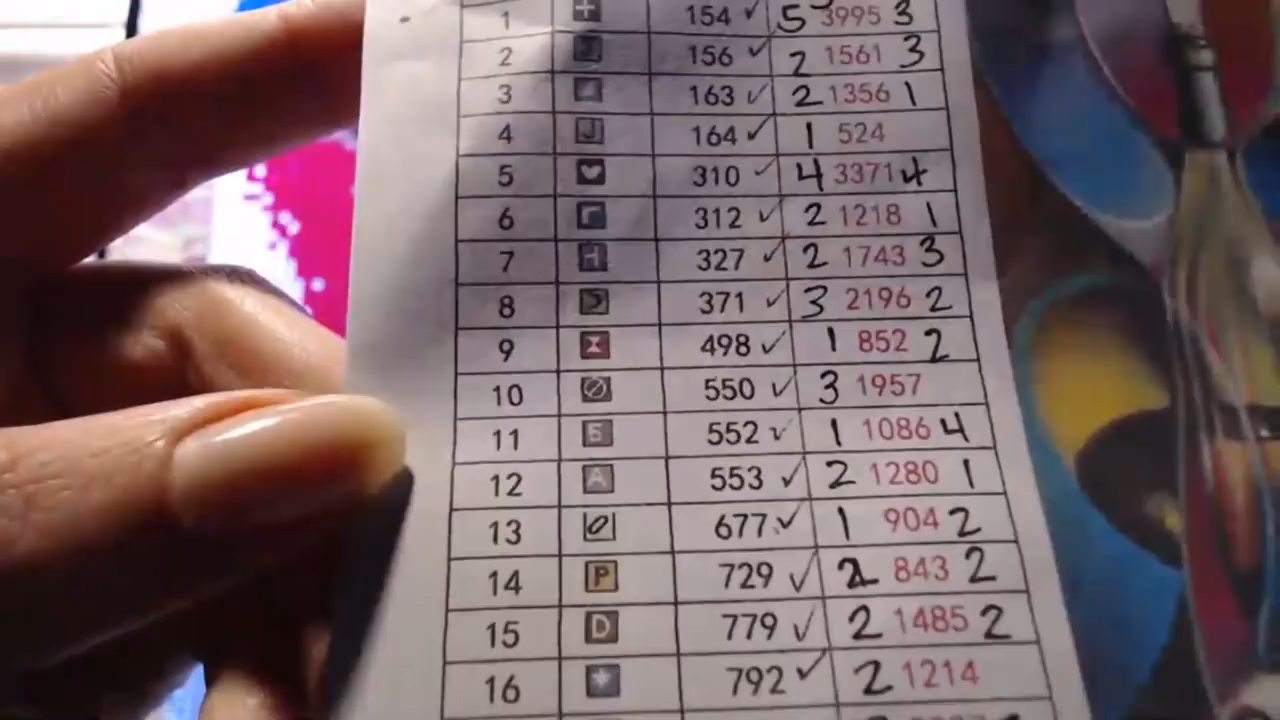 1 + 154 ✓ 5 3995 3
2 156 ✓ 2 1561 3
3 163 ✓ 2 1356 1
4 J 164 ✓ 1 524
5 310 ✓ 4 3371 4
6 312 ✓ 2 1218 1
7 H 327 ✓ 2 1743 3
8 371 ✓ 3 2196 2
9 498 ✓ 1 852 2
10 550 ✓ 3 1957
11 5 552 ✓ 1 1086 4
12 A 553 ✓ 2 1280 1
13 677 ✓ 1 904 2
14 P 729 ✓ 2 843 2
15 D 779 ✓ 2 1485 2
16 * 792 ✓ 2 1214